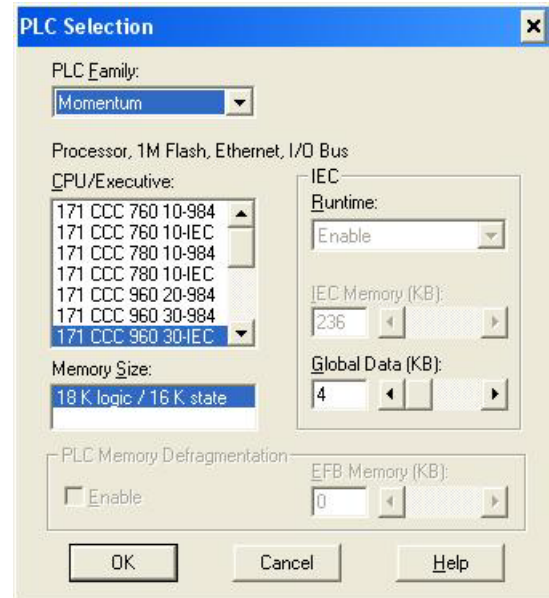 PLC Selection
PLC Family:
Momentum
Processor, 1M Flash, Ethernet, I/O Bus
CPU/Executive:
171 CCC 760 10-984
171 CCC 760 10-IEC
171 CCC 780 10-984
171 CCC 780 10-IEC
171 CCC 960 20-984
171 CCC 960 30-984
171 CCC 960 30-IEC
Memory Size:
18 K logic / 16 K state
IEC
Runtime:
Enable
IEC Memory (KB):
236
Global Data (KB):
4
PLC Memory Defragmentation
Enable
EFB Memory (KB):
0
OK
Cancel
Help